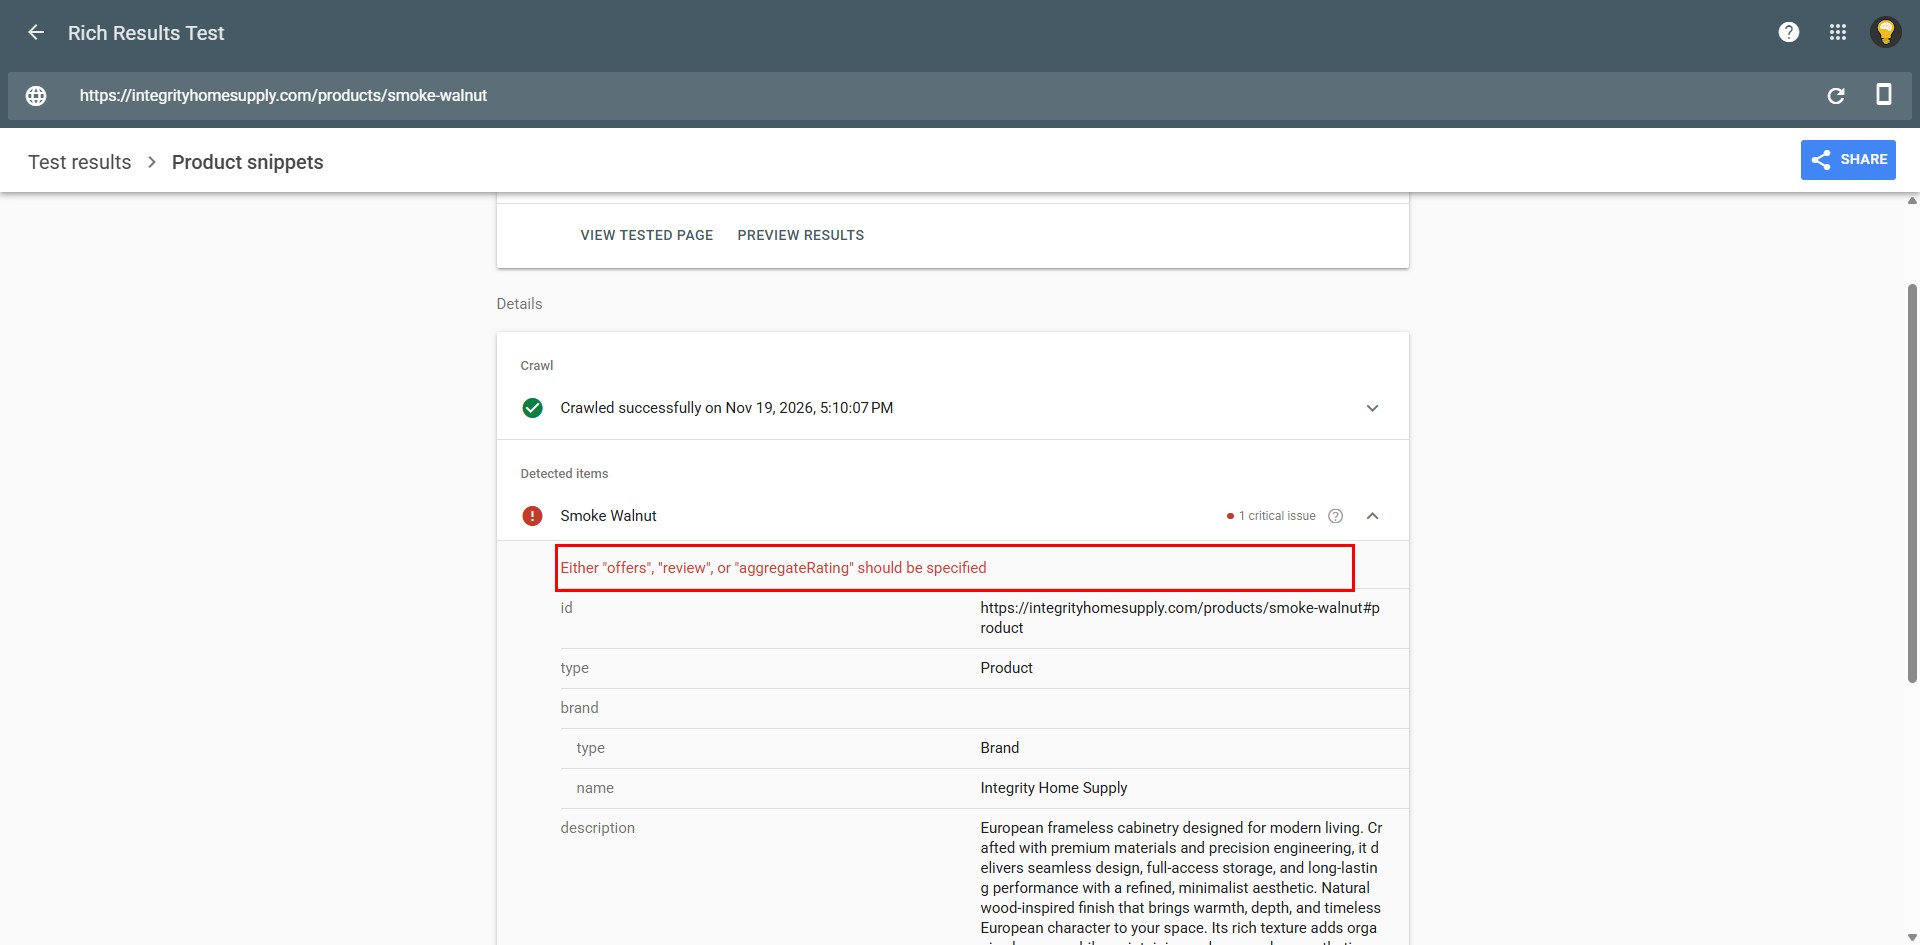 Rich Results Test
https://integrityhomesupply.com/products/smoke-walnut
Test results > Product snippets
SHARE
VIEW TESTED PAGE PREVIEW RESULTS
Details
Crawl
Crawled successfully on Nov 19, 2026, 5:10:07 PM
Detected items
Smoke Walnut 1 critical issue
Either "offers", "review", or "aggregateRating" should be specified
id https://integrityhomesupply.com/products/smoke-walnut#p
roduct
type Product
brand
type Brand
name Integrity Home Supply
description European frameless cabinetry designed for modern living. Cr
afted with premium materials and precision engineering, it d
elivers seamless design, full-access storage, and long-lastin
g performance with a refined, minimalist aesthetic. Natural
wood-inspired finish that brings warmth, depth, and timeless
European character to your space. Its rich texture adds orga